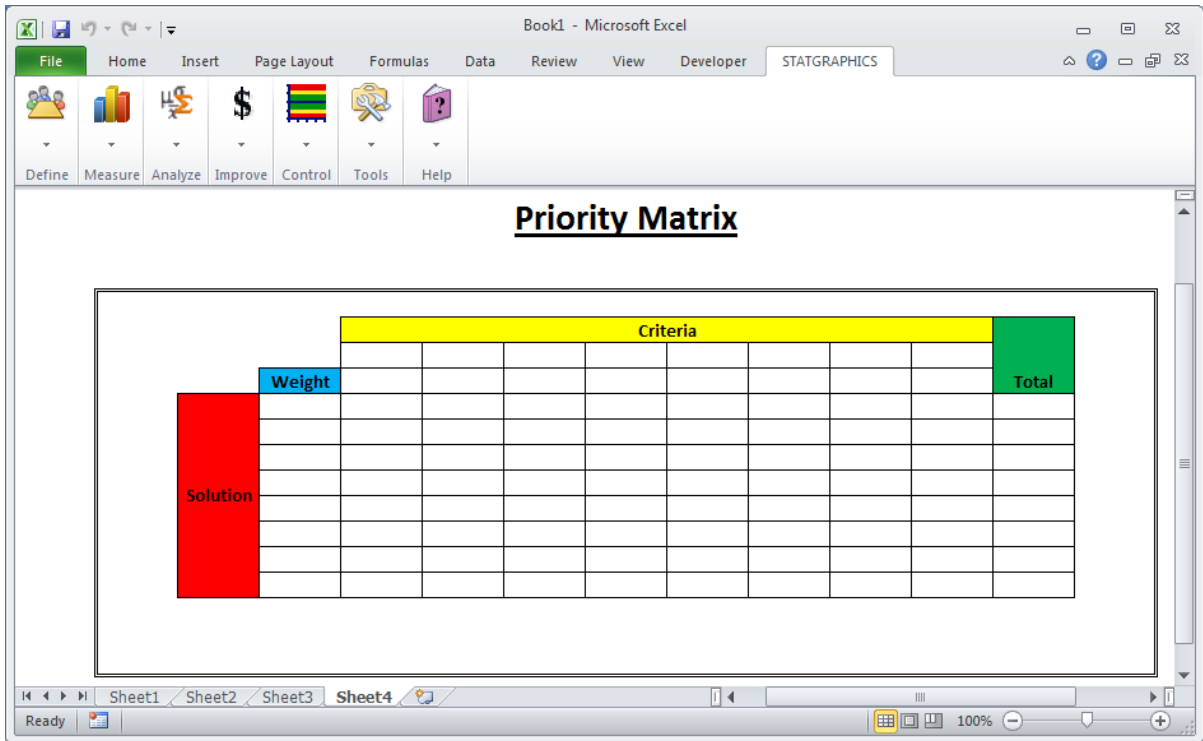 Book1 - Microsoft Excel
File Home Insert Page Layout Formulas Data Review View Developer STATGRAPHICS
Define Measure Analyze Improve Control Tools Help
Priority Matrix
Criteria
Weight Total
Solution
Sheet1 Sheet2 Sheet3 Sheet4
Ready 100%